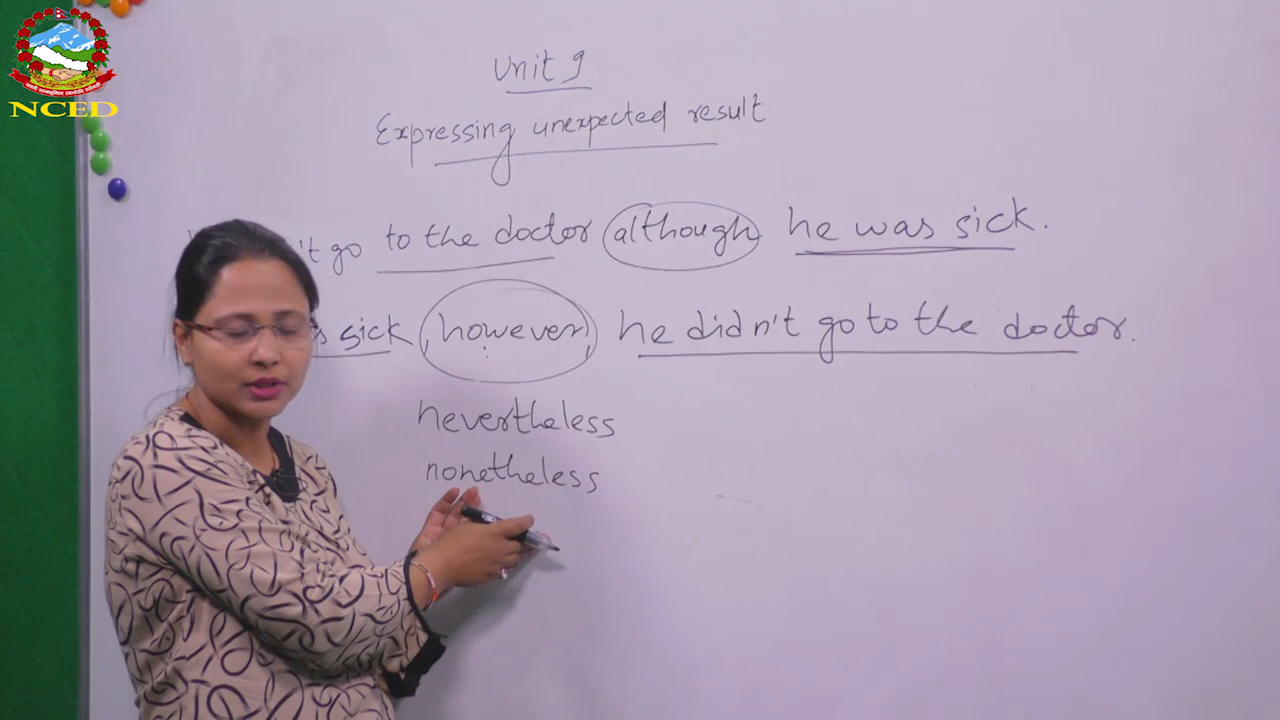 NCED
Unit 9
Expressing unexpected result
't go to the doctor although he was sick.
s sick , however, he didn't go to the doctor.
nevertheless
nonetheless